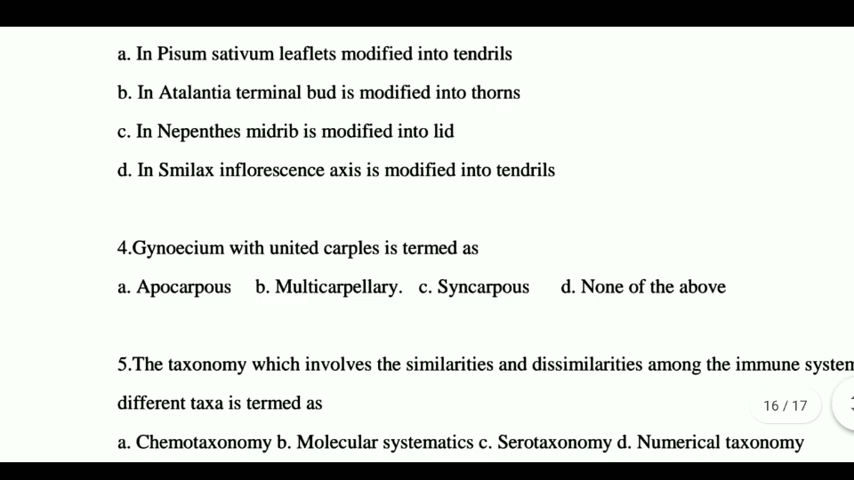 a. In Pisum sativum leaflets modified into tendrils
b. In Atalantia terminal bud is modified into thorns
c. In Nepenthes midrib is modified into lid
d. In Smilax inflorescence axis is modified into tendrils
4.Gynoecium with united carples is termed as
a. Apocarpous b. Multicarpellary. c. Syncarpous d. None of the above
5.The taxonomy which involves the similarities and dissimilarities among the immune system
different taxa is termed as
16 / 17
a. Chemotaxonomy b. Molecular systematics c. Serotaxonomy d. Numerical taxonomy